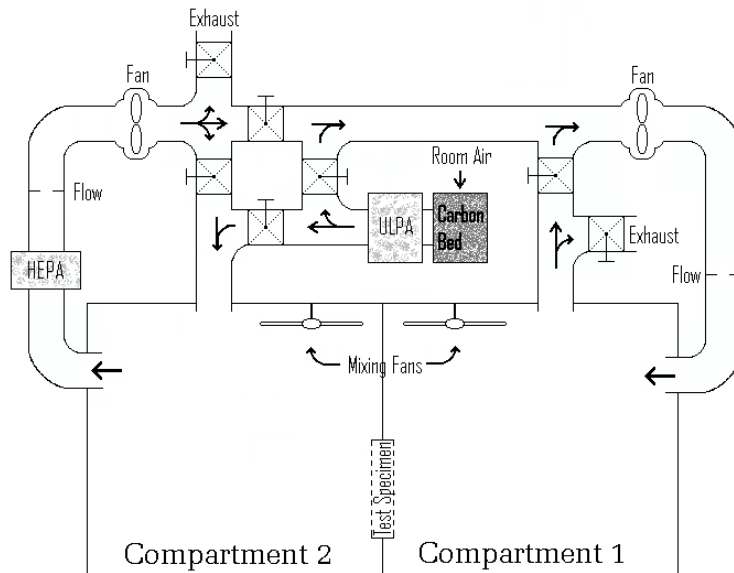 Exhaust
Fan
Fan
Room Air
Flow
ULPA
Carbon
Bed
Exhaust
HEPA
Flow
Mixing Fans
Test Specimen
Compartment 2
Compartment 1